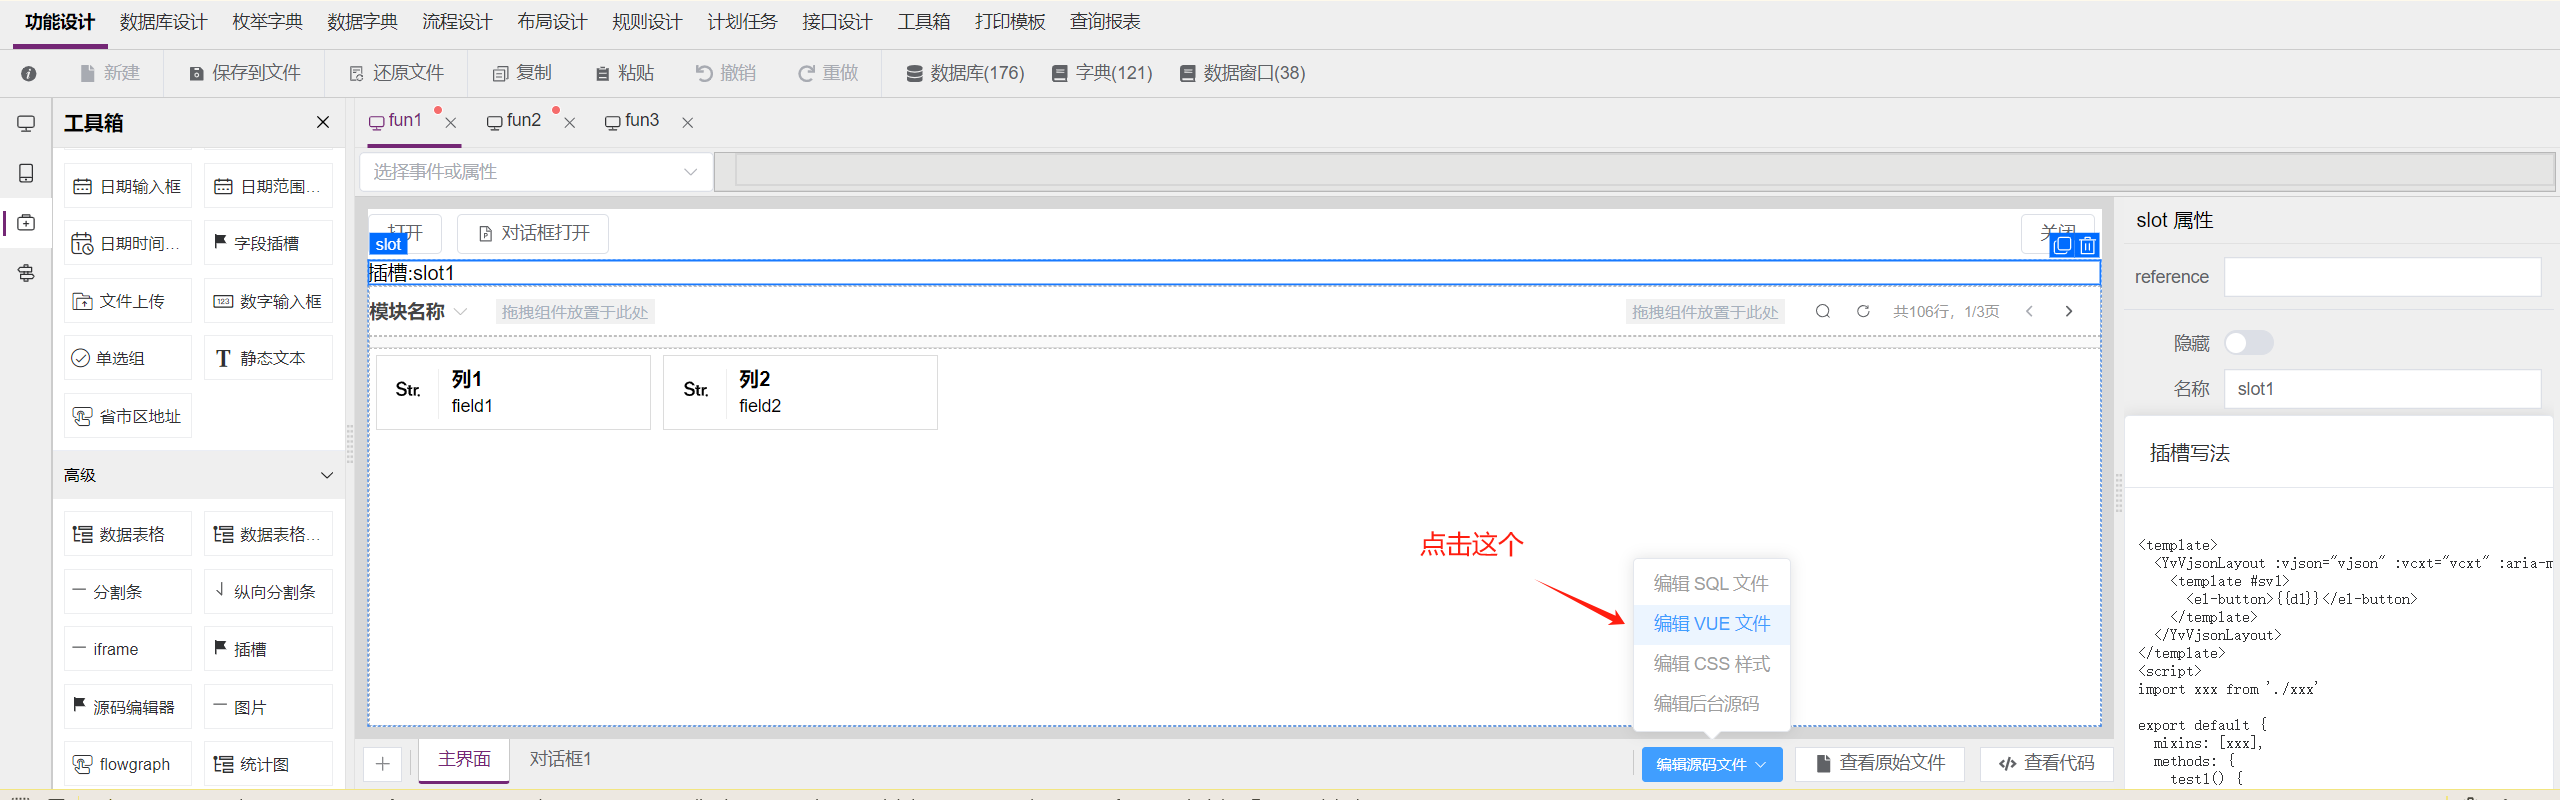 功能设计 数据库设计 枚举字典 数据字典 流程设计 布局设计 规则设计 计划任务 接口设计 工具箱 打印模板 查询报表
新建 保存到文件 还原文件 复制 粘贴 撤销 重做 数据库(176) 字典(121) 数据窗口(38)
工具箱
fun1 fun2 fun3
选择事件或属性
日期输入框 日期范围...
日期时间... 字段插槽
文件上传 数字输入框
单选组 静态文本
省市区地址
高级
数据表格 数据表格...
分割条 纵向分割条
iframe 插槽
源码编辑器 图片
flowgraph 统计图
打开 对话框打开 关闭
slot
插槽:slot1
模块名称 拖拽组件放置于此处 拖拽组件放置于此处 共106行，1/3页
Str. 列1 field1
Str. 列2 field2
点击这个
编辑 SQL 文件
编辑 VUE 文件
编辑 CSS 样式
编辑后台源码
主界面 对话框1 编辑源码文件 查看原始文件 查看代码
slot 属性
reference
隐藏
名称 slot1
插槽写法
<template>
<YvVjsonLayout :vjson="vjson" :vcxt="vcxt" :aria-m
<template #sv1>
<el-button>{{d1}}</el-button>
</template>
</YvVjsonLayout>
</template>
<script>
import xxx from './xxx'
export default {
mixins: [xxx],
methods: {
test1() {